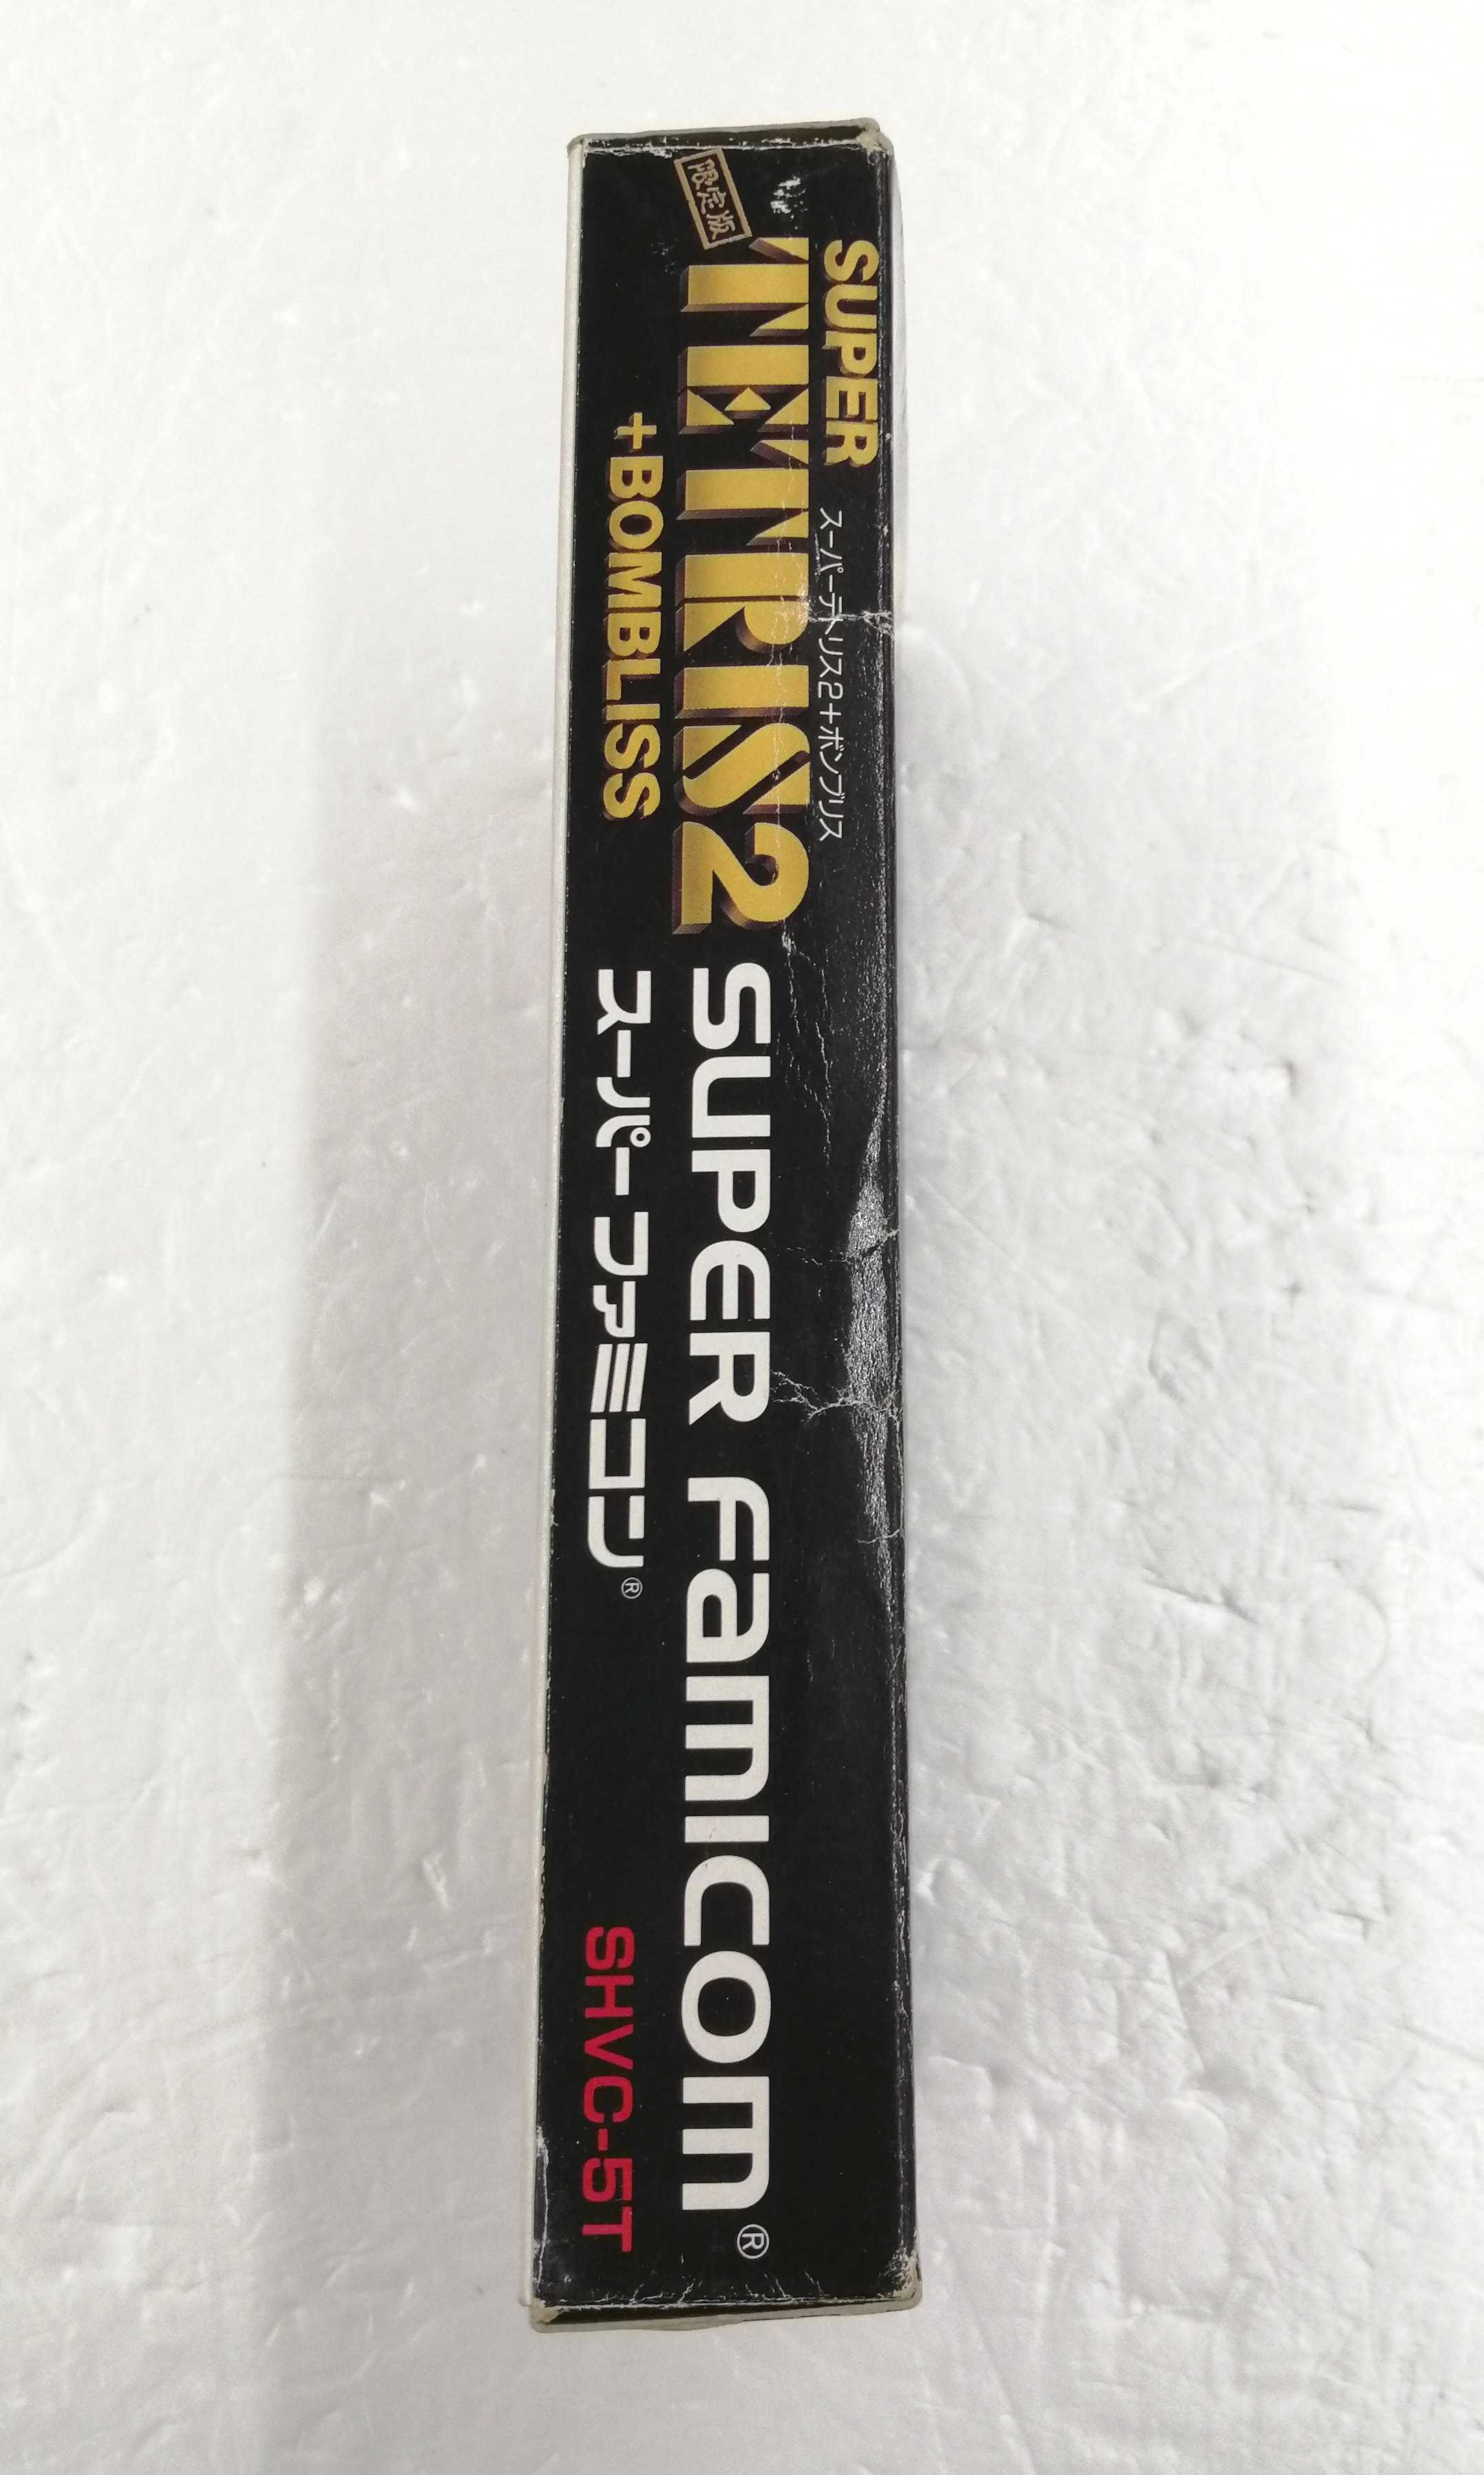 SUPER
スーパーテトリス2+ボンブリス
限定版
TETRIS2
+BOMBLISS
SUPER Famicom®
スーパーファミコン®
SHVC-5T